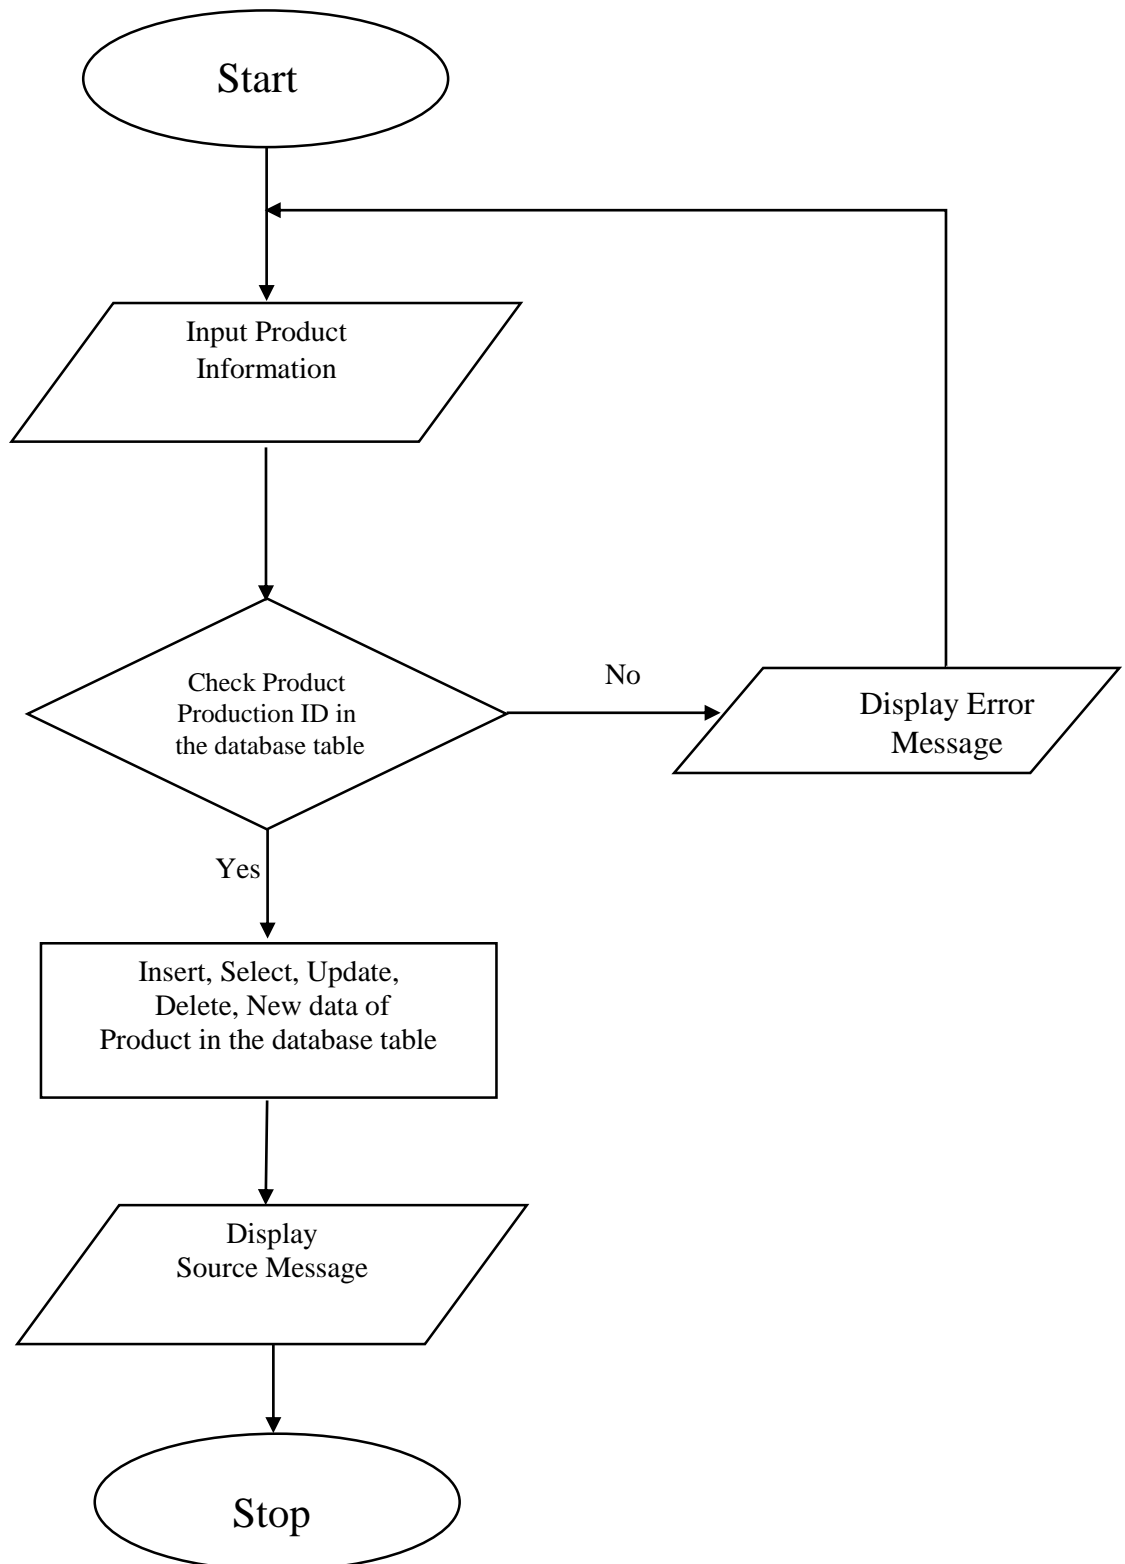 Start
Input Product
Information
Check Product
Production ID in
the database table
No
Display Error
Message
Yes
Insert, Select, Update,
Delete, New data of
Product in the database table
Display
Source Message
Stop